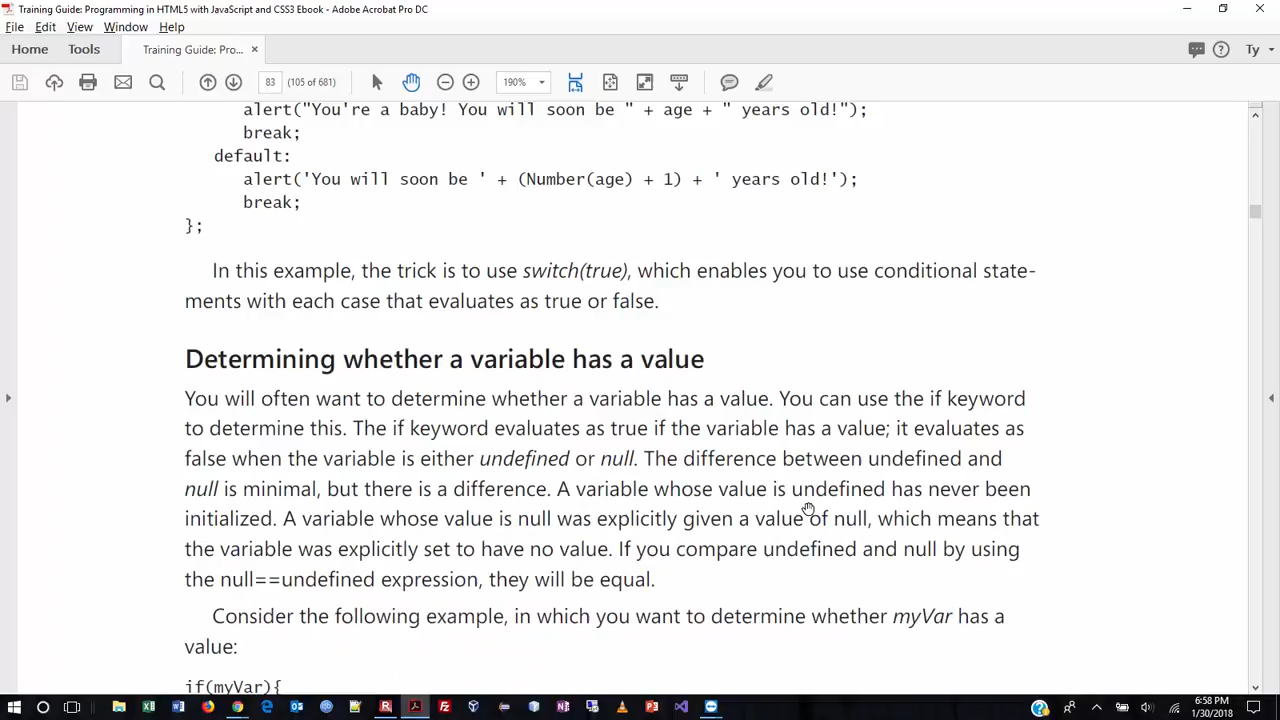 Training Guide: Programming in HTML5 with JavaScript and CSS3 Ebook - Adobe Acrobat Pro DC
File Edit View Window Help
Home Tools Training Guide: Pro... × Ty
83 (105 of 681) 190%
alert("You're a baby! You will soon be " + age + " years old!");
break;
default:
alert('You will soon be ' + (Number(age) + 1) + ' years old!');
break;
};
In this example, the trick is to use switch(true), which enables you to use conditional state-
ments with each case that evaluates as true or false.
Determining whether a variable has a value
You will often want to determine whether a variable has a value. You can use the if keyword
to determine this. The if keyword evaluates as true if the variable has a value; it evaluates as
false when the variable is either undefined or null. The difference between undefined and
null is minimal, but there is a difference. A variable whose value is undefined has never been
initialized. A variable whose value is null was explicitly given a value of null, which means that
the variable was explicitly set to have no value. If you compare undefined and null by using
the null==undefined expression, they will be equal.
Consider the following example, in which you want to determine whether myVar has a
value:
if(myVar){
6:58 PM
1/30/2018